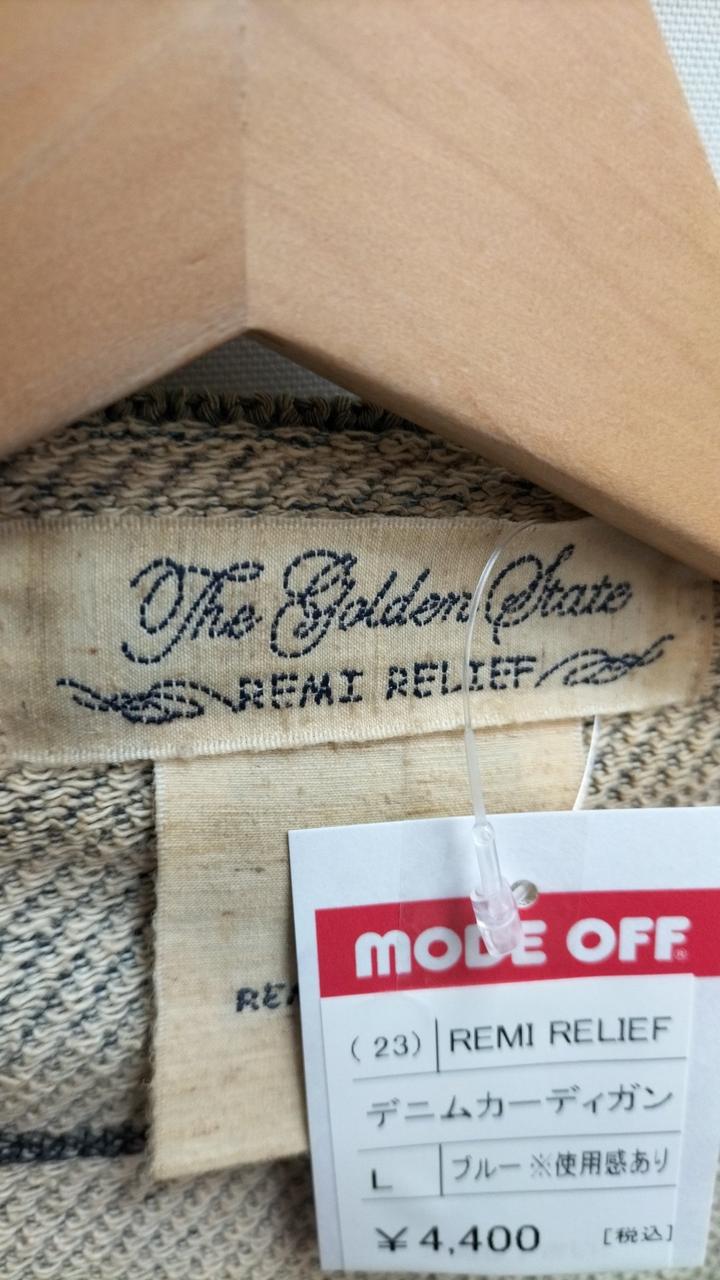 The Golden State
REMI RELIEF
MODE OFF®
(23) REMI RELIEF
デニムカーディガン
L ブルー ※使用感あり
¥4,400 [税込]